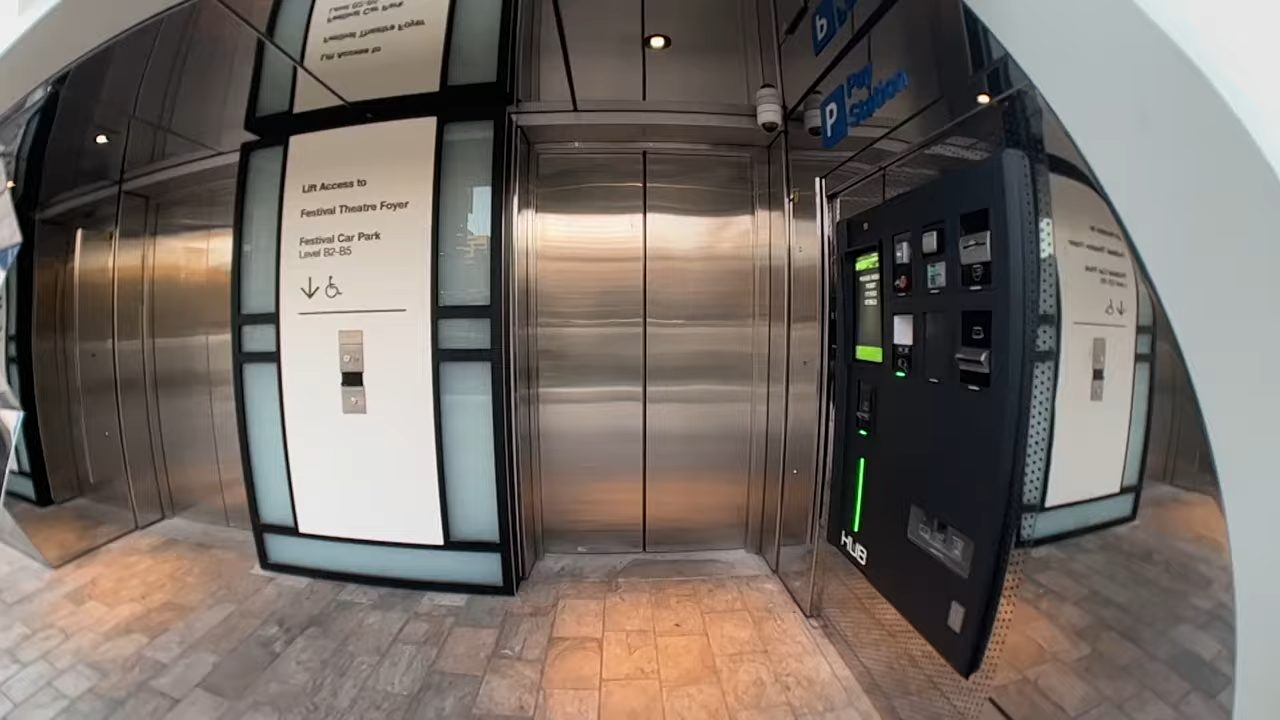 Lift Access to
Festival Theatre Foyer
Festival Car Park
Level B2-B5
P Pay
Station
HUB